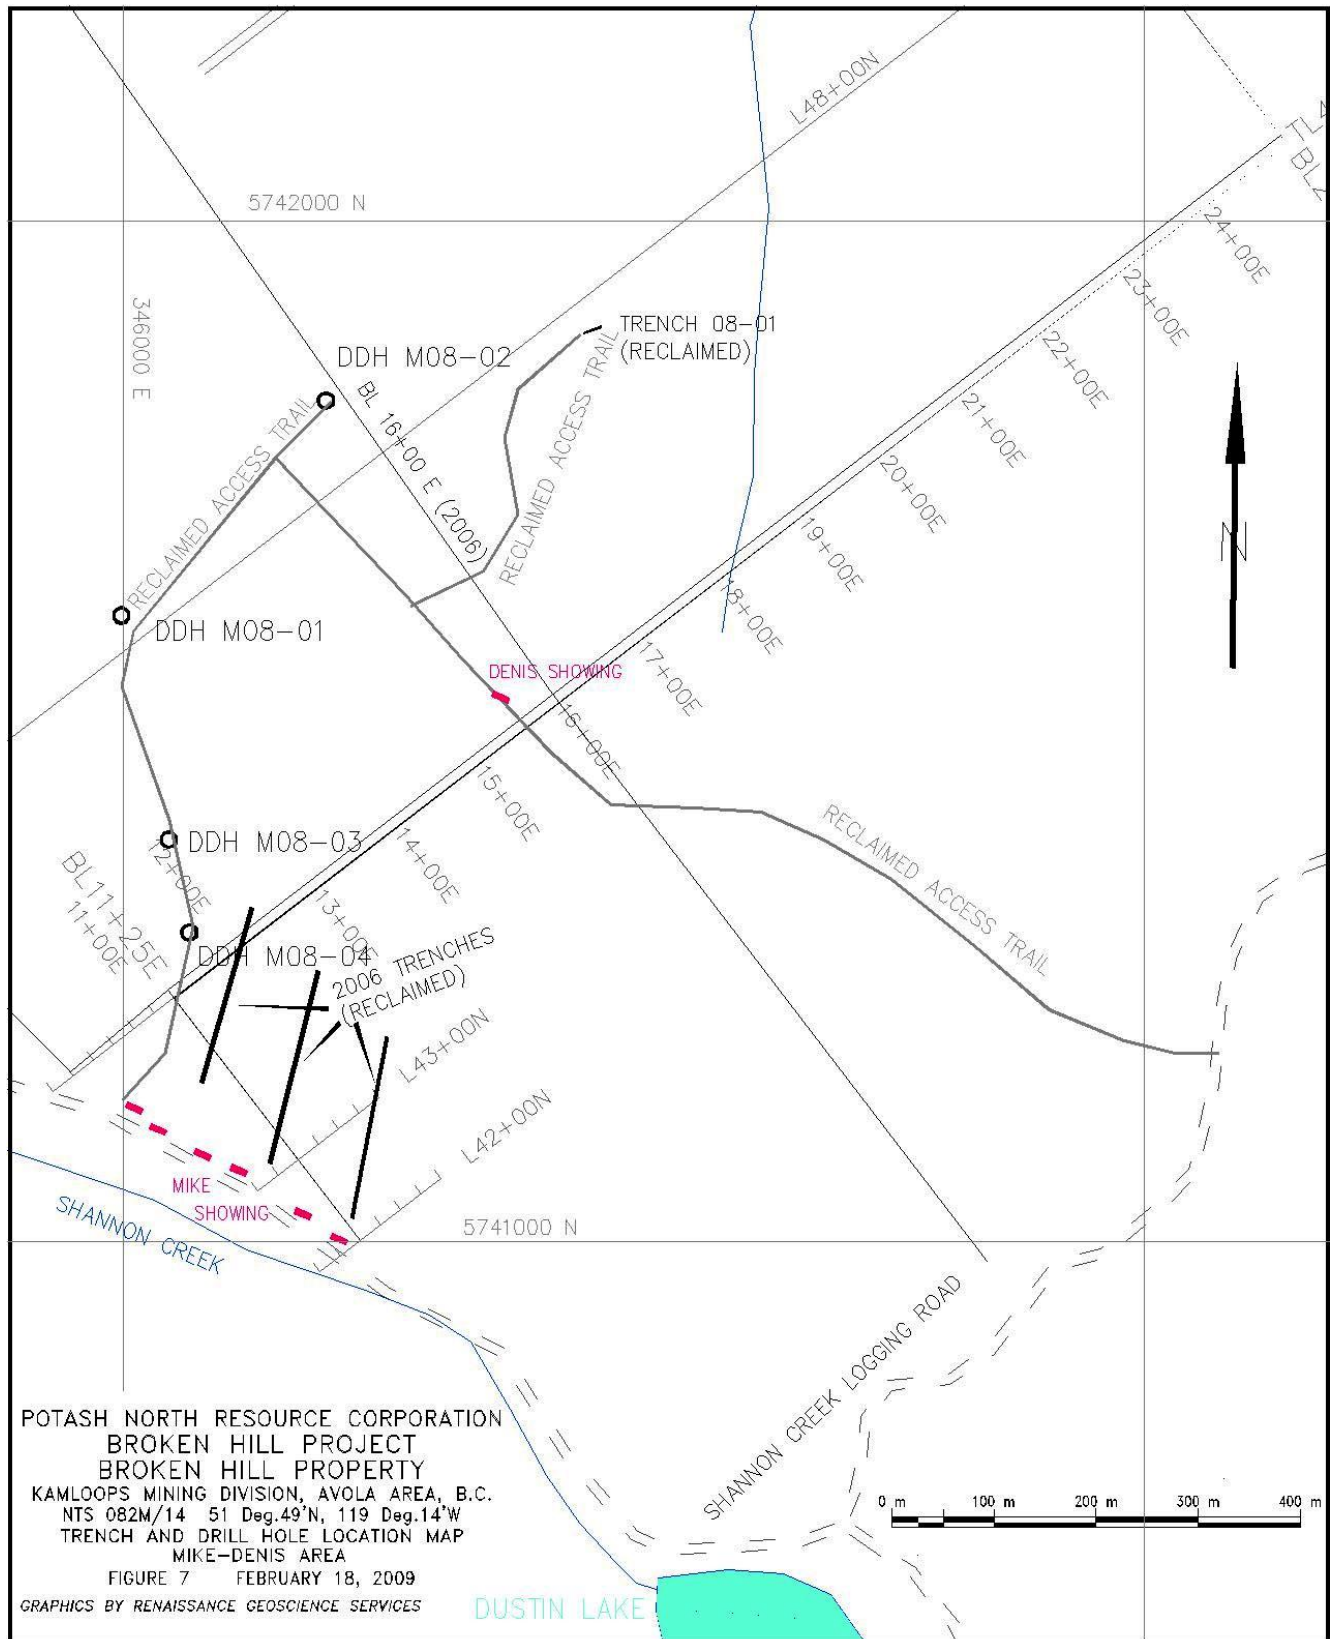 L48+00N
TL4
BL2
5742000 N
24+00E
23+00E
346000 E
TRENCH 08-01
(RECLAIMED)
DDH M08-02
22+00E
BL 16+00 E (2006)
RECLAIMED ACCESS TRAIL
RECLAIMED ACCESS TRAIL
21+00E
20+00E
19+00E
N
18+00E
DDH M08-01
17+00E
DENIS SHOWING
16+00E
15+00E
14+00E
RECLAIMED ACCESS TRAIL
DDH M08-03
12+00E
BL11+25E
11+00E
13+00E
DDH M08-04
2006 TRENCHES
(RECLAIMED)
L43+00N
L42+00N
MIKE
SHOWING
SHANNON CREEK
5741000 N
SHANNON CREEK LOGGING ROAD
POTASH NORTH RESOURCE CORPORATION
BROKEN HILL PROJECT
BROKEN HILL PROPERTY
KAMLOOPS MINING DIVISION, AVOLA AREA, B.C.
NTS 082M/14 51 Deg.49'N, 119 Deg.14'W
TRENCH AND DRILL HOLE LOCATION MAP
MIKE-DENIS AREA
FIGURE 7 FEBRUARY 18, 2009
GRAPHICS BY RENAISSANCE GEOSCIENCE SERVICES
0 m 100 m 200 m 300 m 400 m
DUSTIN LAKE